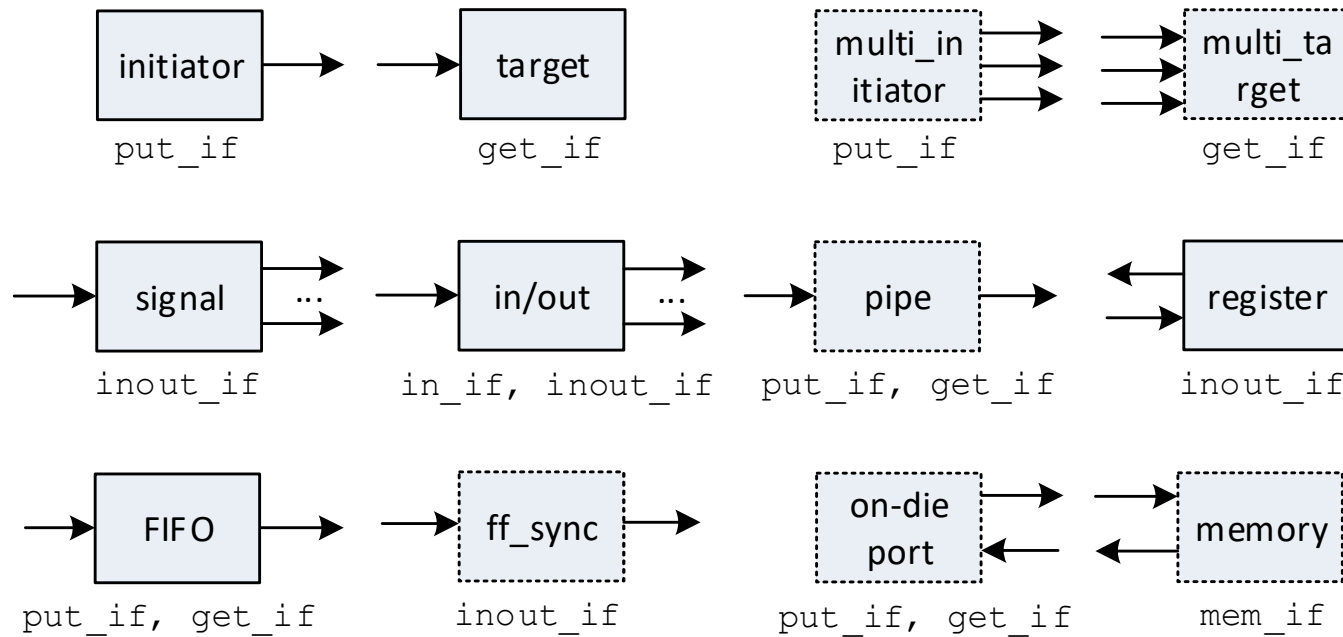 initiator
target
multi_in
itiator
multi_ta
rget
put_if
get_if
put_if
get_if
signal
...
in/out
...
pipe
register
inout_if
in_if, inout_if
put_if, get_if
inout_if
FIFO
ff_sync
on-die
port
memory
put_if, get_if
inout_if
put_if, get_if
mem_if